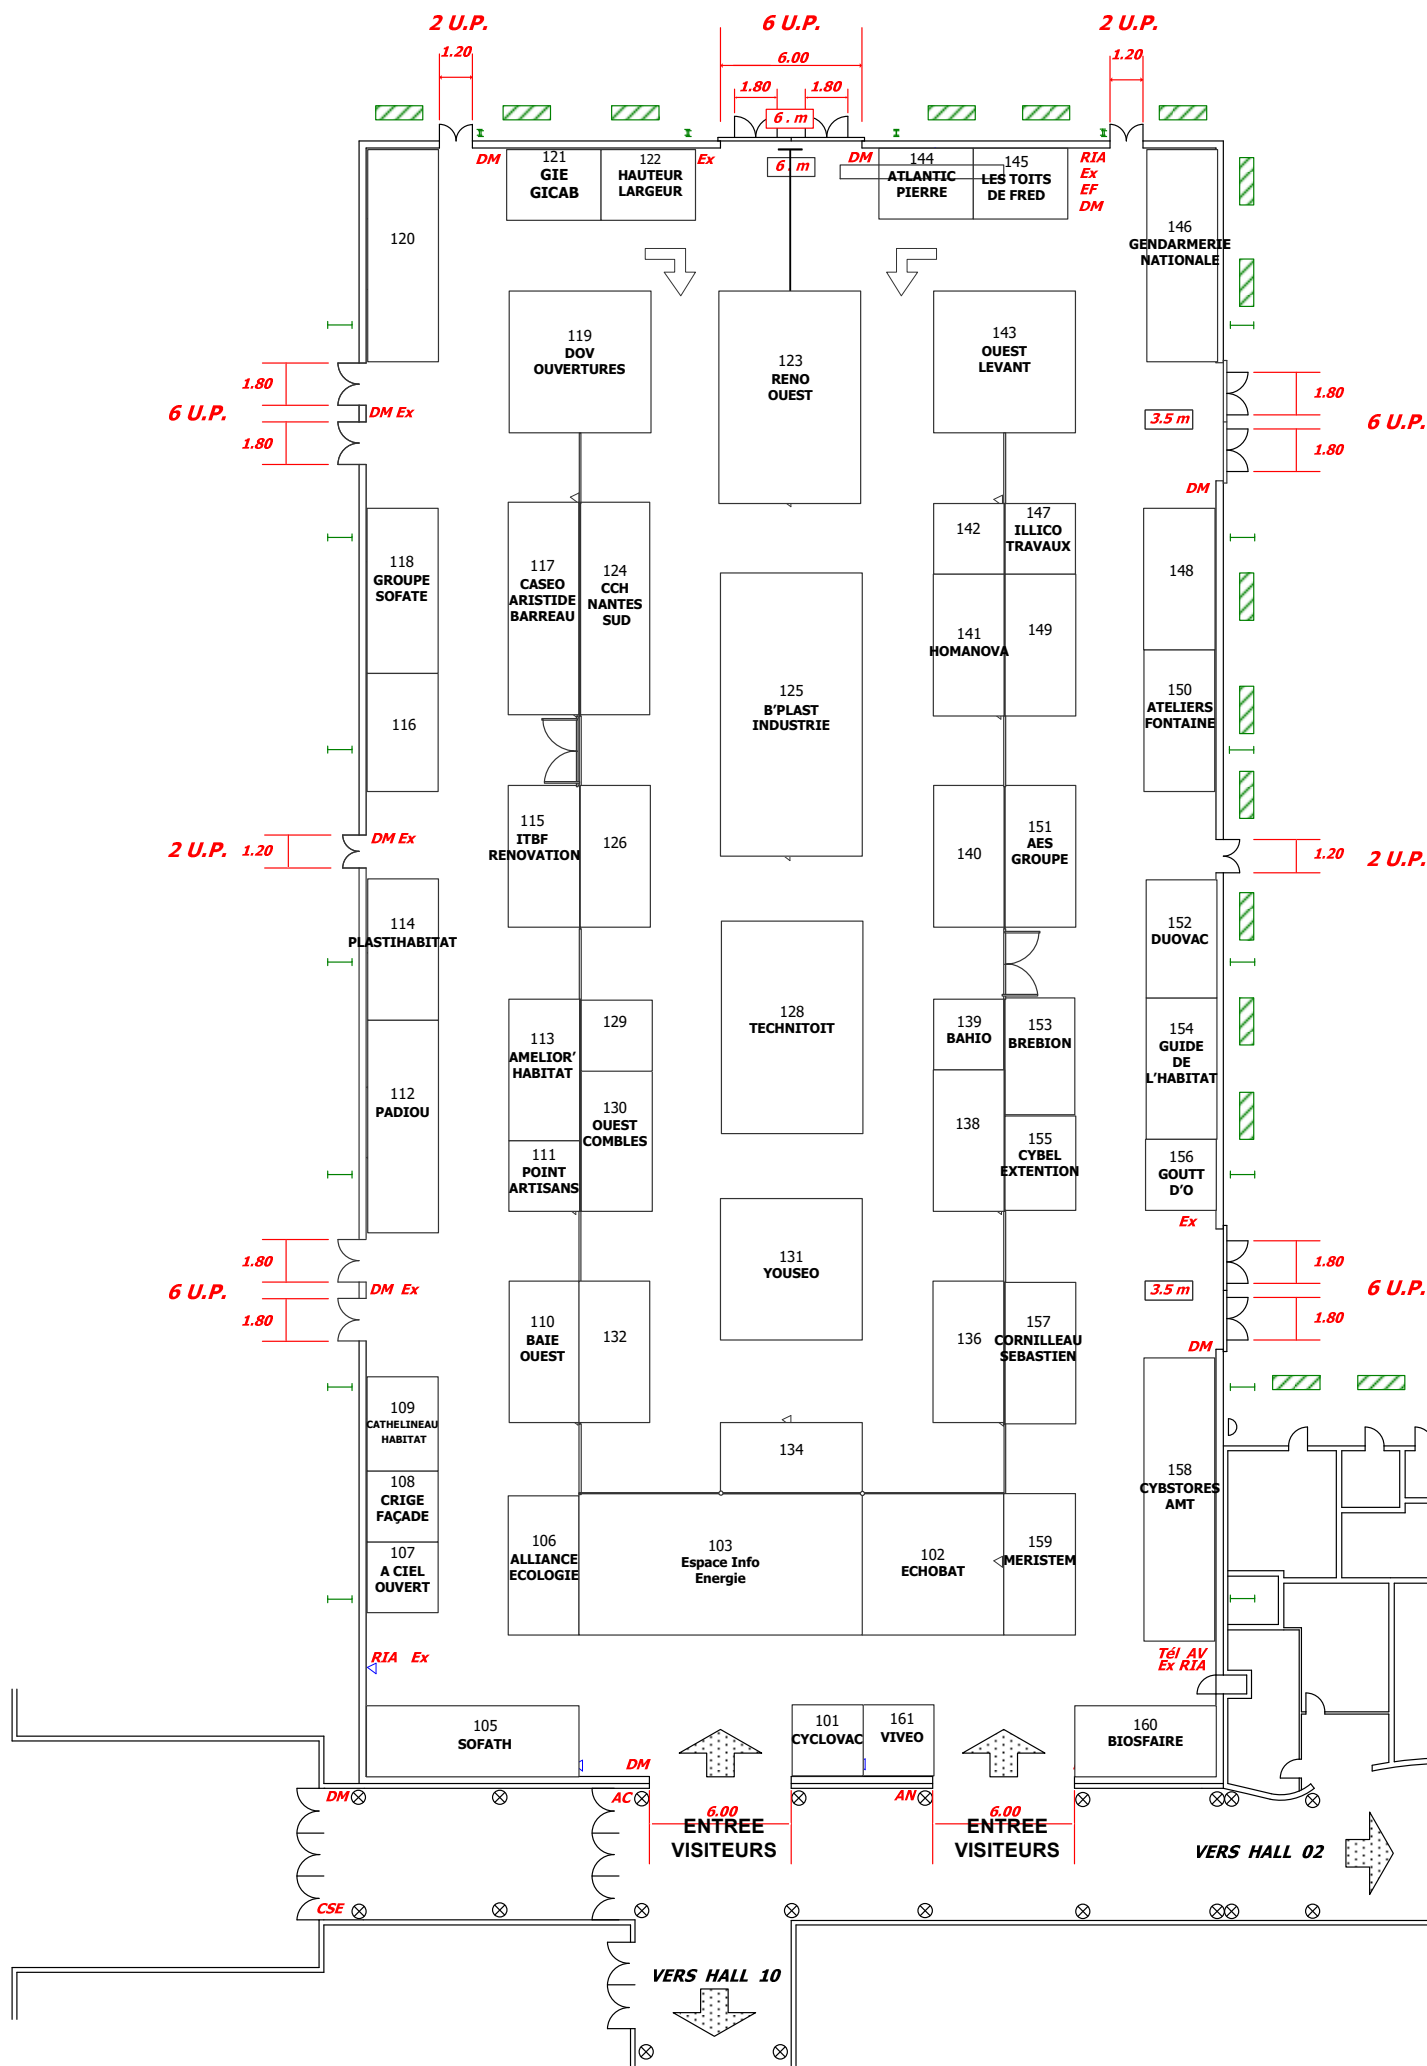 2 U.P.
6 U.P.
2 U.P.
1.20
6.00
1.20
1.80
1.80
6 . m
DM
121
GIE
GICAB
122
HAUTEUR
LARGEUR
Ex
6 . m
DM
144
ATLANTIC
PIERRE
145
LES TOITS
DE FRED
RIA
Ex
EF
DM
120
146
GENDARMERIE
NATIONALE
119
DOV
OUVERTURES
123
RENO
OUEST
143
OUEST
LEVANT
1.80
6 U.P.
DM Ex
1.80
3.5 m
1.80
6 U.P.
1.80
DM
118
GROUPE
SOFATE
117
CASEO
ARISTIDE
BARREAU
124
CCH
NANTES
SUD
142
147
ILLICO
TRAVAUX
148
141
HOMANOVA
149
116
125
B'PLAST
INDUSTRIE
150
ATELIERS
FONTAINE
2 U.P.
1.20
DM Ex
115
ITBF
RENOVATION
126
140
151
AES
GROUPE
1.20
2 U.P.
114
PLASTIHABITAT
152
DUOVAC
113
AMELIOR'
HABITAT
129
128
TECHNITOIT
139
BAHIO
153
BREBION
154
GUIDE
DE
L'HABITAT
112
PADIOU
130
OUEST
COMBLES
138
111
POINT
ARTISANS
155
CYBEL
EXTENTION
156
GOUTT
D'O
Ex
1.80
6 U.P.
DM Ex
1.80
131
YOUSEO
3.5 m
1.80
6 U.P.
1.80
DM
110
BAIE
OUEST
132
136
157
CORNILLEAU
SEBASTIEN
109
CATHELINEAU
HABITAT
134
108
CRIGE
FAÇADE
158
CYBSTORES
AMT
107
A CIEL
OUVERT
106
ALLIANCE
ECOLOGIE
103
Espace Info
Energie
102
ECHOBAT
159
MERISTEM
RIA Ex
Tél AV
Ex RIA
105
SOFATH
101
CYCLOVAC
161
VIVEO
160
BIOSFAIRE
DM
DM
AC
AN
6.00
ENTREE
VISITEURS
6.00
ENTREE
VISITEURS
VERS HALL 02
CSE
VERS HALL 10